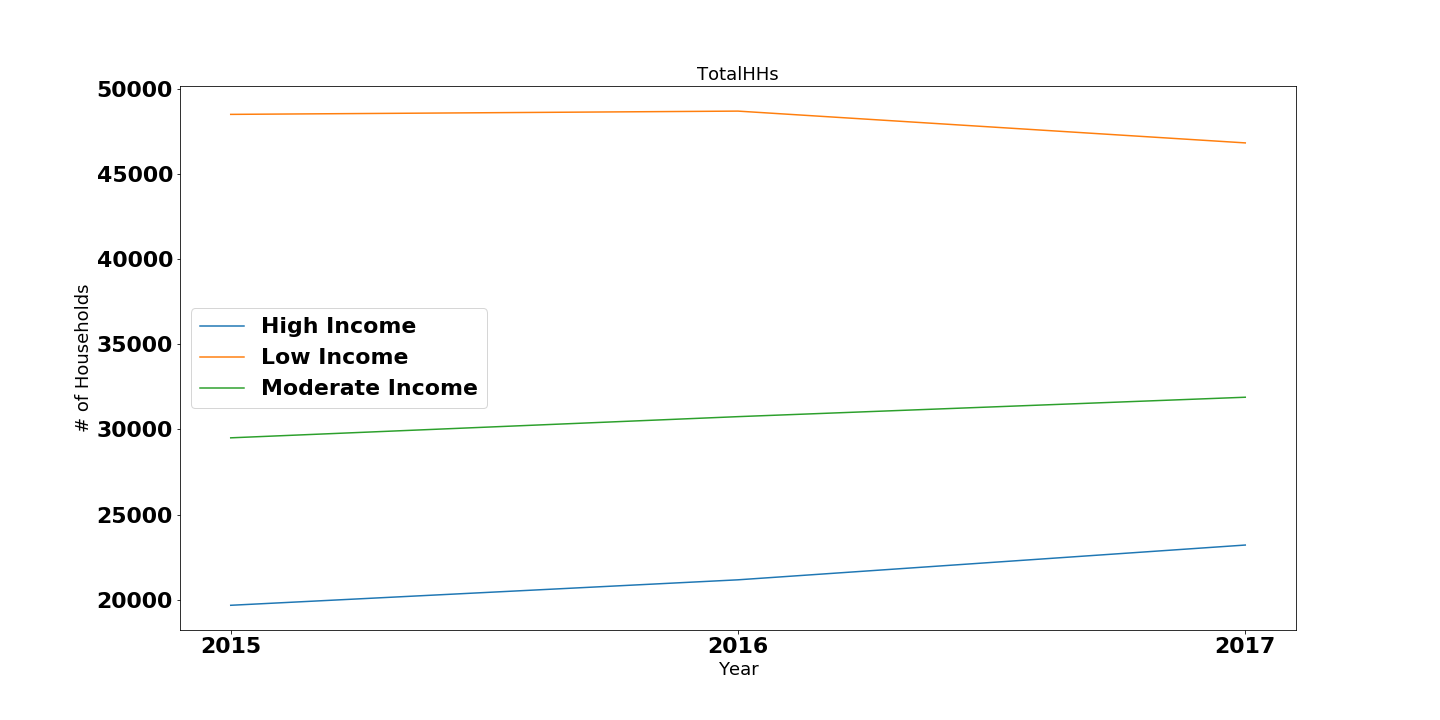 TotalHHs
50000
45000
40000
35000
30000
25000
20000
# of Households
High Income
Low Income
Moderate Income
2015 2016 2017
Year